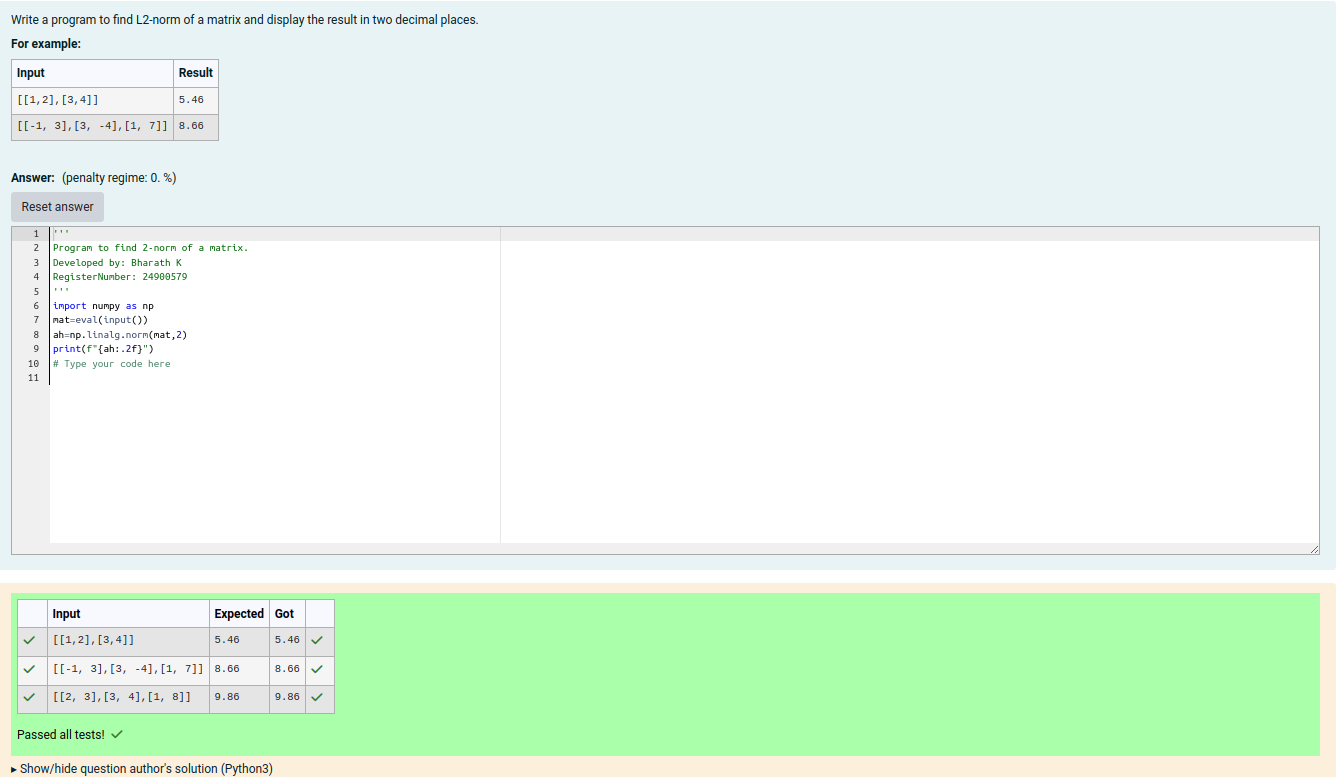 Write a program to find L2-norm of a matrix and display the result in two decimal places.
For example:
Input Result
[[1,2],[3,4]] 5.46
[[-1, 3],[3, -4],[1, 7]] 8.66
Answer: (penalty regime: 0. %)
Reset answer
1 '''
2 Program to find 2-norm of a matrix.
3 Developed by: Bharath K
4 RegisterNumber: 24900579
5 '''
6 import numpy as np
7 mat=eval(input())
8 ah=np.linalg.norm(mat,2)
9 print(f"{ah:.2f}")
10 # Type your code here
11
Input Expected Got
[[1,2],[3,4]] 5.46 5.46
[[-1, 3],[3, -4],[1, 7]] 8.66 8.66
[[2, 3],[3, 4],[1, 8]] 9.86 9.86
Passed all tests!
Show/hide question author's solution (Python3)